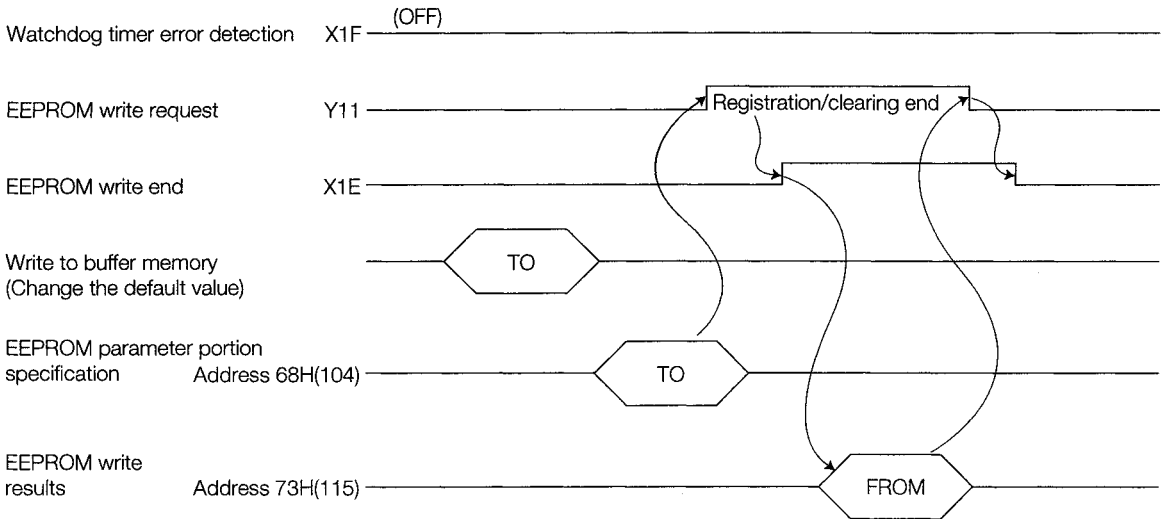 (OFF)
Watchdog timer error detection X1F
EEPROM write request Y11
Registration/clearing end
EEPROM write end X1E
Write to buffer memory
(Change the default value)
TO
EEPROM parameter portion
specification Address 68H(104)
TO
EEPROM write
results Address 73H(115)
FROM